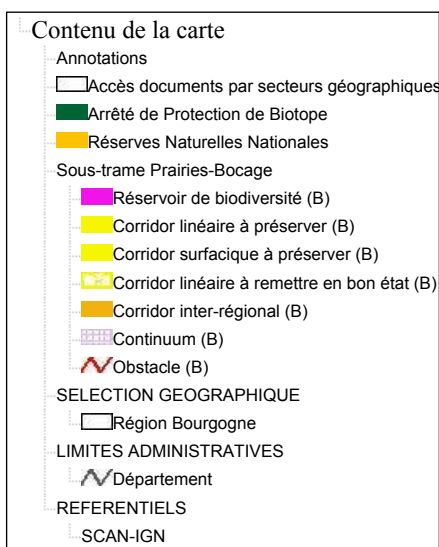 Contenu de la carte
Annotations
Accès documents par secteurs géographiques
Arrêté de Protection de Biotope
Réserves Naturelles Nationales
Sous-trame Prairies-Bocage
Réservoir de biodiversité (B)
Corridor linéaire à préserver (B)
Corridor surfacique à préserver (B)
Corridor linéaire à remettre en bon état (B)
Corridor inter-régional (B)
Continuum (B)
Obstacle (B)
SELECTION GEOGRAPHIQUE
Région Bourgogne
LIMITES ADMINISTRATIVES
Département
REFERENTIELS
SCAN-IGN